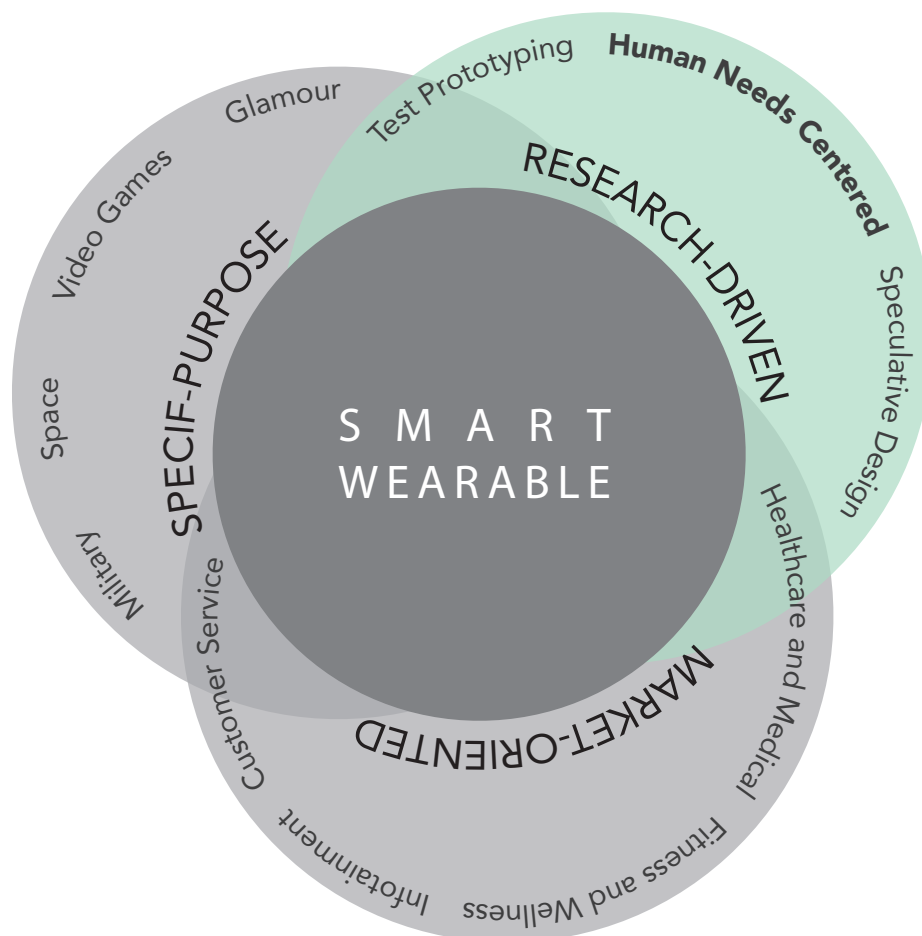 Glamour
Video Games
Space
Military
SPECIF-PURPOSE
Test Prototyping
Human Needs Centered
Speculative Design
RESEARCH-DRIVEN
SMART
WEARABLE
Healthcare and Medical
Fitness and Wellness
Infotainment
Customer Service
MARKET-ORIENTED